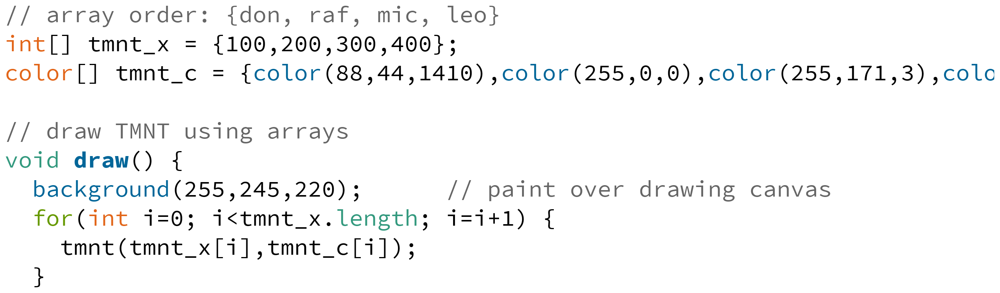 // array order: {don, raf, mic, leo}
int[] tmnt_x = {100,200,300,400};
color[] tmnt_c = {color(88,44,1410),color(255,0,0),color(255,171,3),colo
// draw TMNT using arrays
void draw() {
  background(255,245,220);      // paint over drawing canvas
  for(int i=0; i<tmnt_x.length; i=i+1) {
    tmnt(tmnt_x[i],tmnt_c[i]);
  }